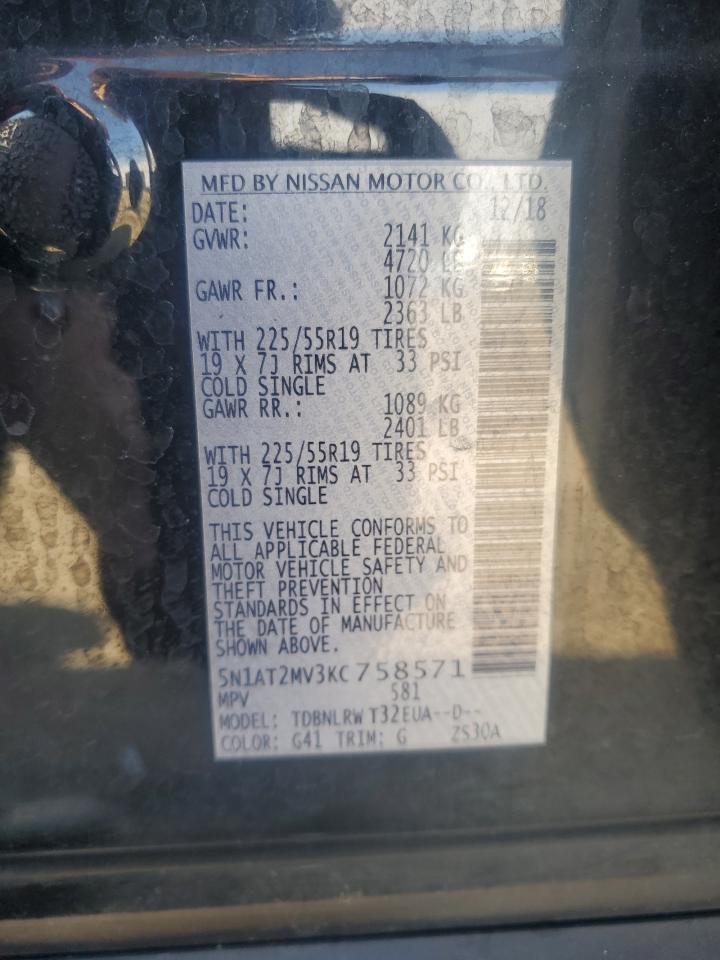 MFD BY NISSAN MOTOR CO., LTD.
DATE: 12/18
GVWR: 2141 KG
4720 LB
GAWR FR.: 1072 KG
2363 LB
WITH 225/55R19 TIRES
19 X 7J RIMS AT 33 PSI
COLD SINGLE
GAWR RR.: 1089 KG
2401 LB
WITH 225/55R19 TIRES
19 X 7J RIMS AT 33 PSI
COLD SINGLE
THIS VEHICLE CONFORMS TO
ALL APPLICABLE FEDERAL
MOTOR VEHICLE SAFETY AND
THEFT PREVENTION
STANDARDS IN EFFECT ON
THE DATE OF MANUFACTURE
SHOWN ABOVE.
5N1AT2MV3KC758571
MPV 581
MODEL: TDBNLRW T32EUA--D--
COLOR: G41 TRIM: G ZS30A